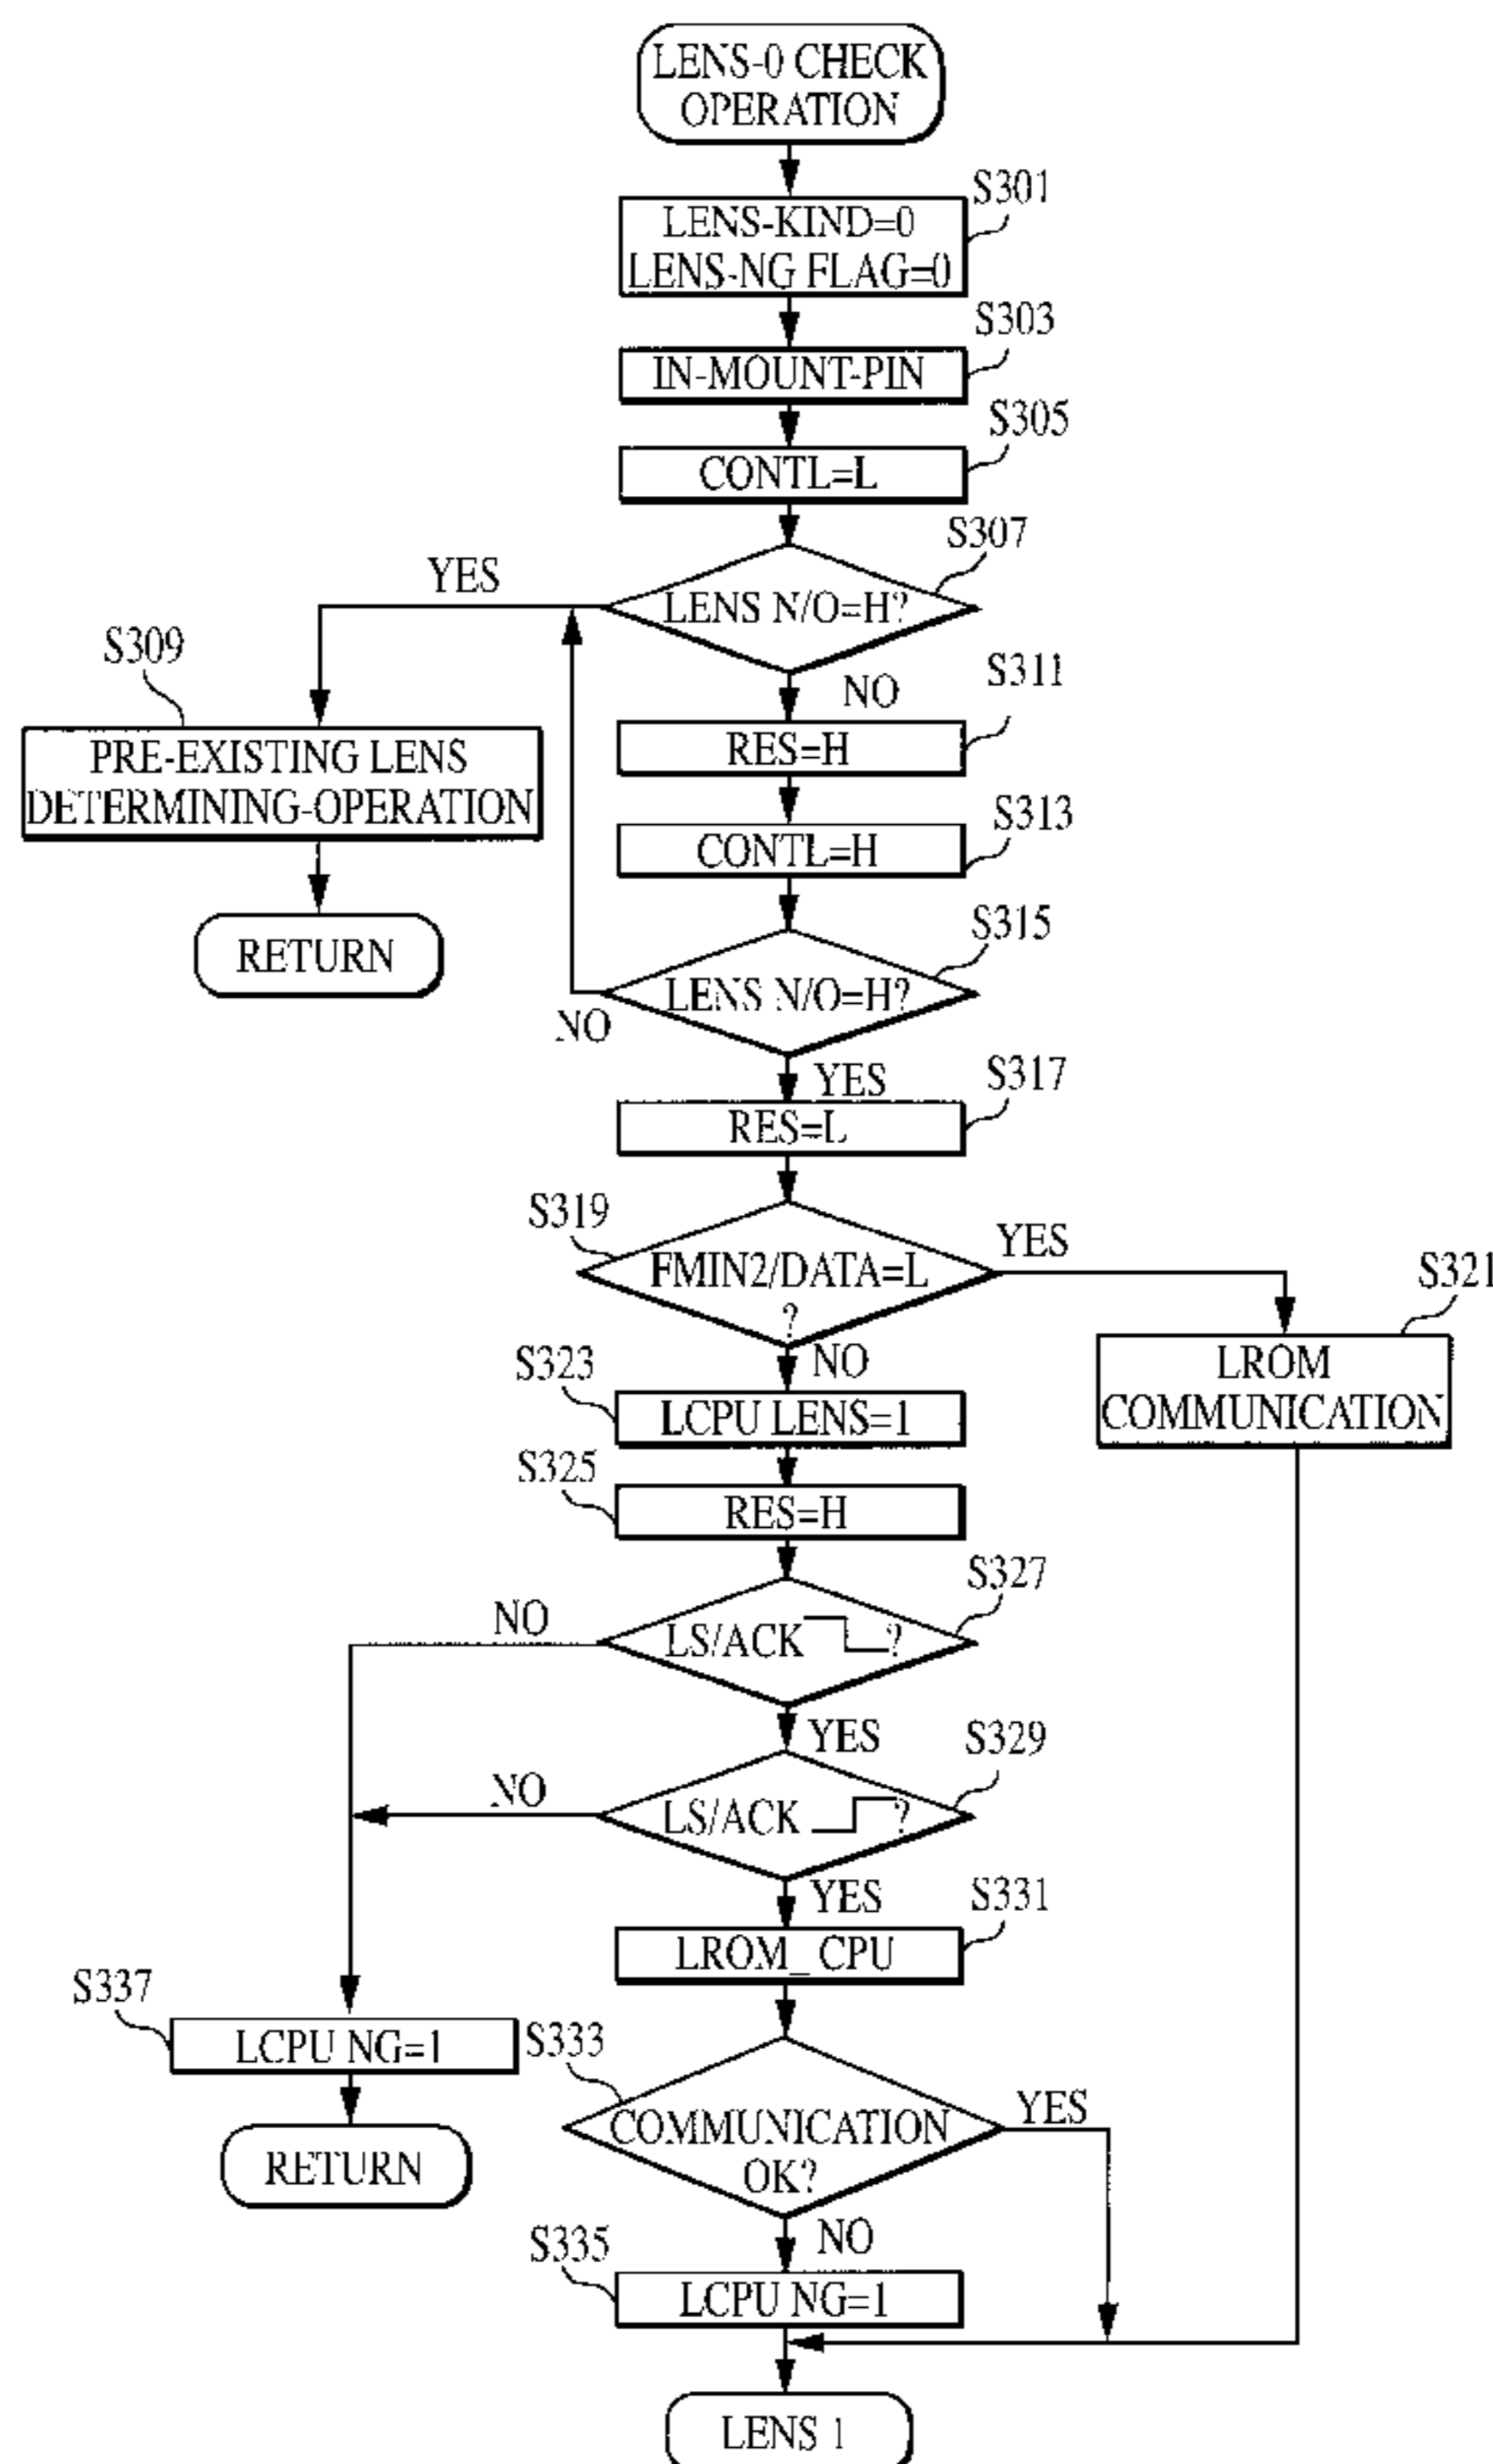 LENS-0 CHECK
OPERATION
S301
LENS-KIND=0
LENS-NG FLAG=0
S303
IN-MOUNT-PIN
S305
CONTL=L
S307
YES
LENS N/O=H?
S309
NO
S311
PRE-EXISTING LENS
DETERMINING-OPERATION
RES=H
S313
CONTL=H
RETURN
S315
LENS N/O=H?
NO
YES
S317
RES=L
S319
YES
FMIN2/DATA=L
?
S321
LROM
COMMUNICATION
NO
S323
LCPU LENS=1
S325
RES=H
S327
NO
LS/ACK ?
YES
S329
NO
LS/ACK ?
YES
S331
LROM_ CPU
S337
LCPU NG=1
RETURN
S333
YES
COMMUNICATION
OK?
NO
S335
LCPU NG=1
LENS 1